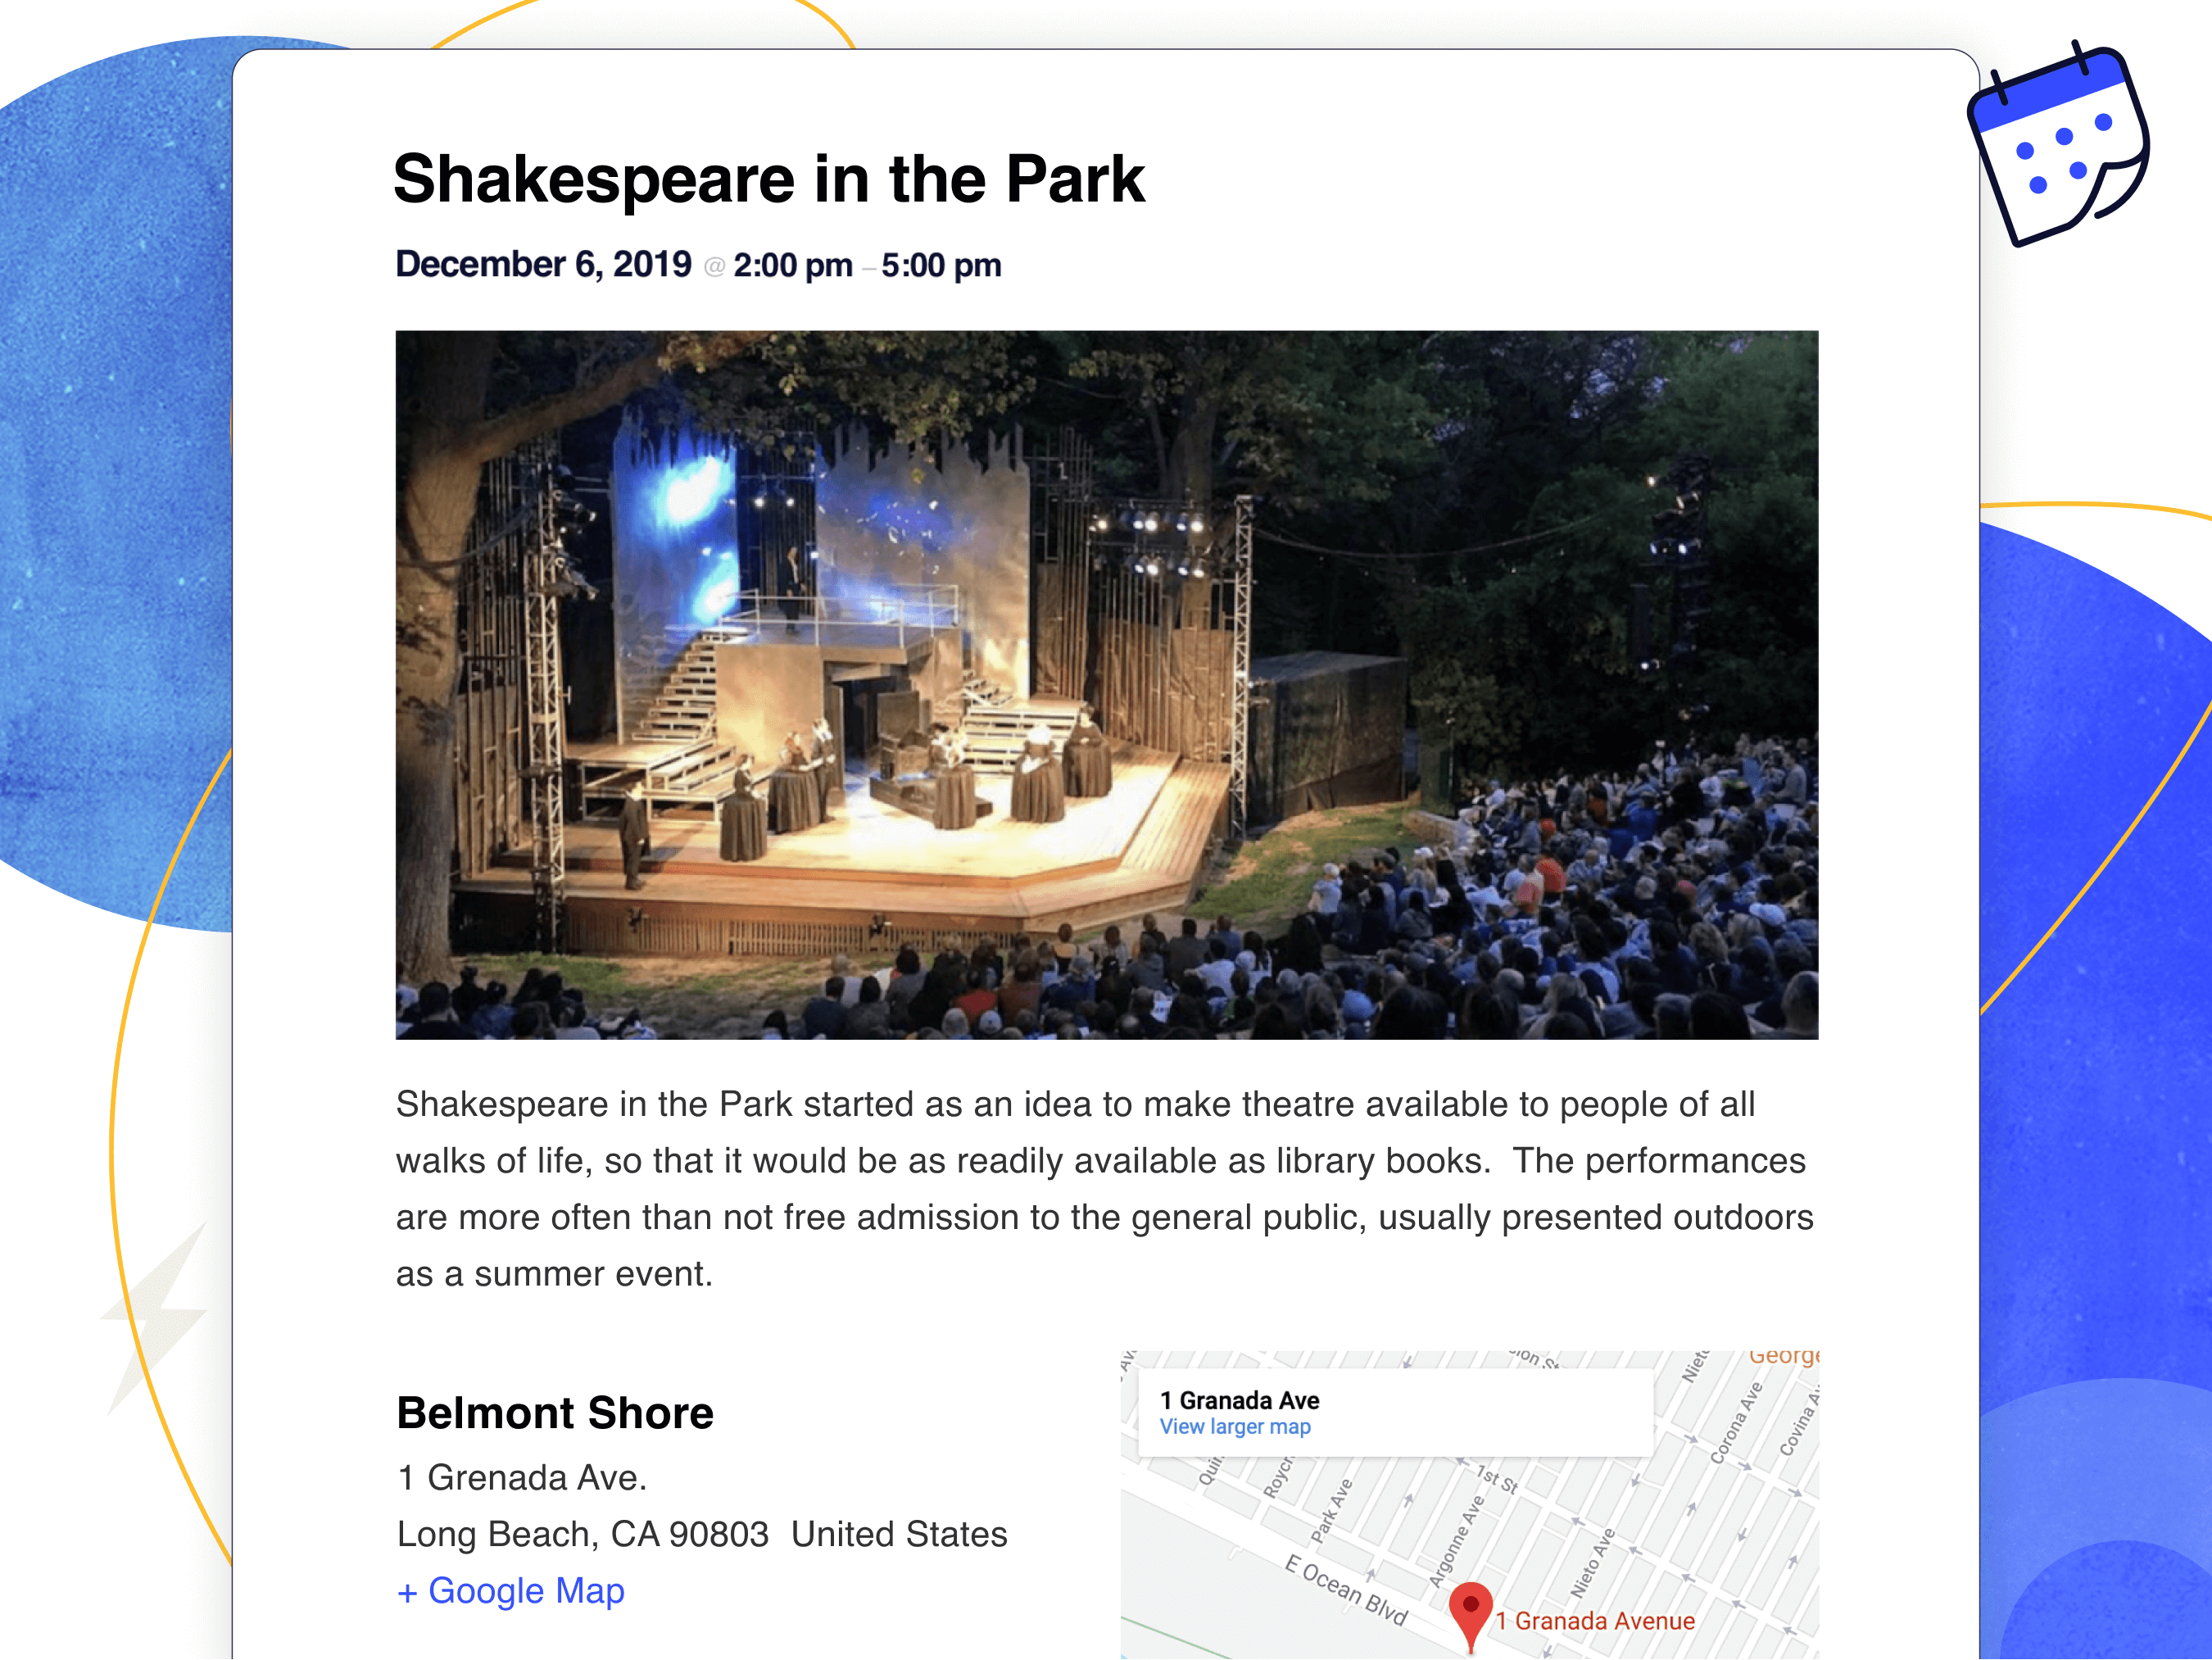 Shakespeare in the Park
December 6, 2019 @ 2:00 pm – 5:00 pm
Shakespeare in the Park started as an idea to make theatre available to people of all
walks of life, so that it would be as readily available as library books.  The performances
are more often than not free admission to the general public, usually presented outdoors
as a summer event.
Belmont Shore
1 Grenada Ave.
Long Beach, CA 90803  United States
+ Google Map
1 Granada Ave
View larger map
George
Corona Ave
1st St
Park Ave
Argonne Ave
Nieto Ave
E Ocean Blvd
1 Granada Avenue